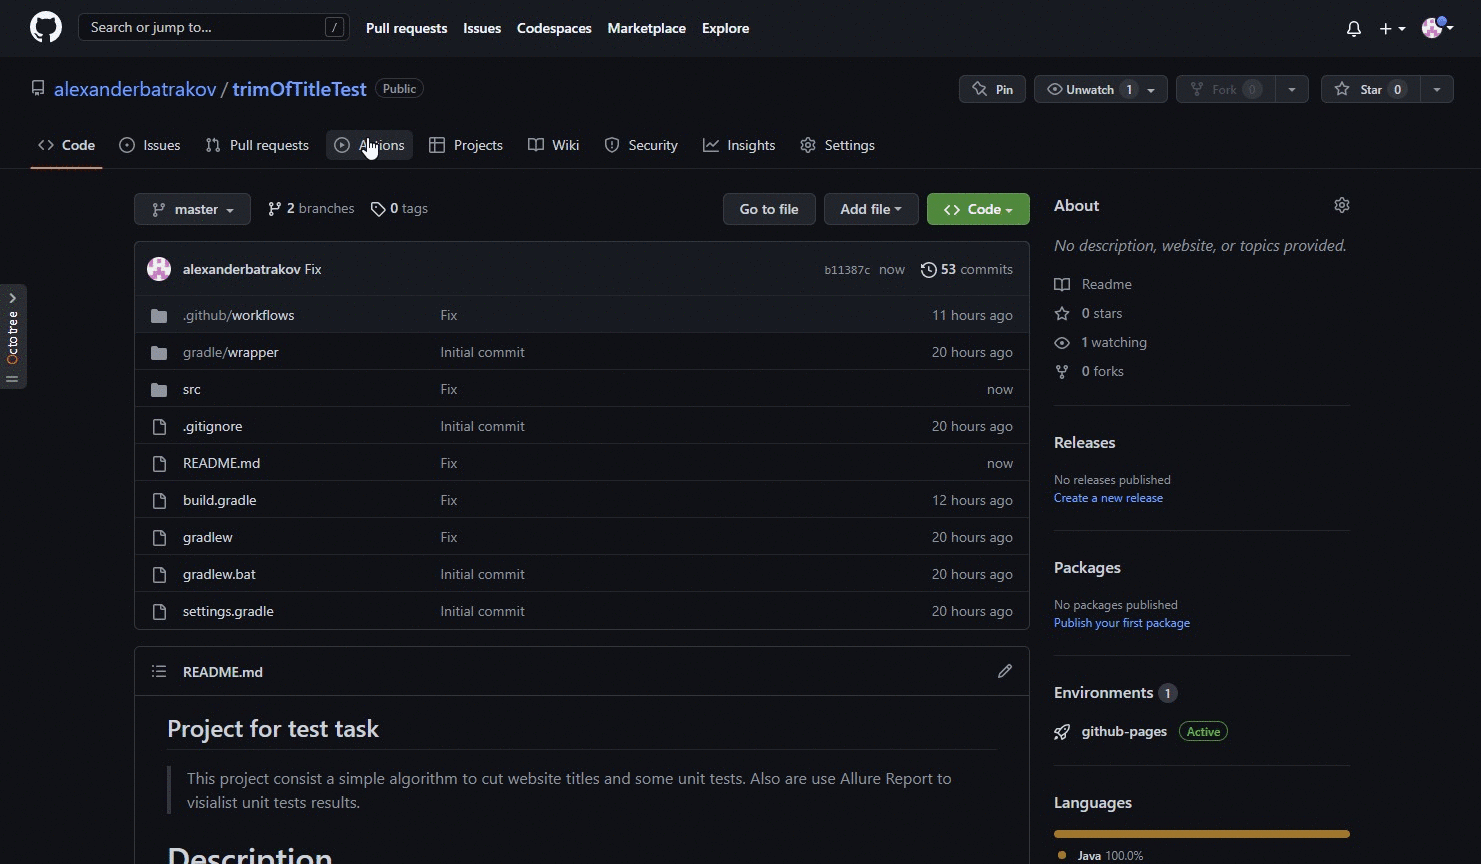 Search or jump to... /
Pull requests Issues Codespaces Marketplace Explore
alexanderbatrakov / trimOfTitleTest Public
Pin Unwatch 1 Fork 0 Star 0
Code Issues Pull requests Actions Projects Wiki Security Insights Settings
master 2 branches 0 tags
Go to file Add file Code
alexanderbatrakov Fix b11387c now 53 commits
.github/workflows Fix 11 hours ago
gradle/wrapper Initial commit 20 hours ago
src Fix now
.gitignore Initial commit 20 hours ago
README.md Fix now
build.gradle Fix 12 hours ago
gradlew Fix 20 hours ago
gradlew.bat Initial commit 20 hours ago
settings.gradle Initial commit 20 hours ago
README.md
Project for test task
This project consist a simple algorithm to cut website titles and some unit tests. Also are use Allure Report to
visialist unit tests results.
Description
About
No description, website, or topics provided.
Readme
0 stars
1 watching
0 forks
Releases
No releases published
Create a new release
Packages
No packages published
Publish your first package
Environments 1
github-pages Active
Languages
Java 100.0%
Octotree